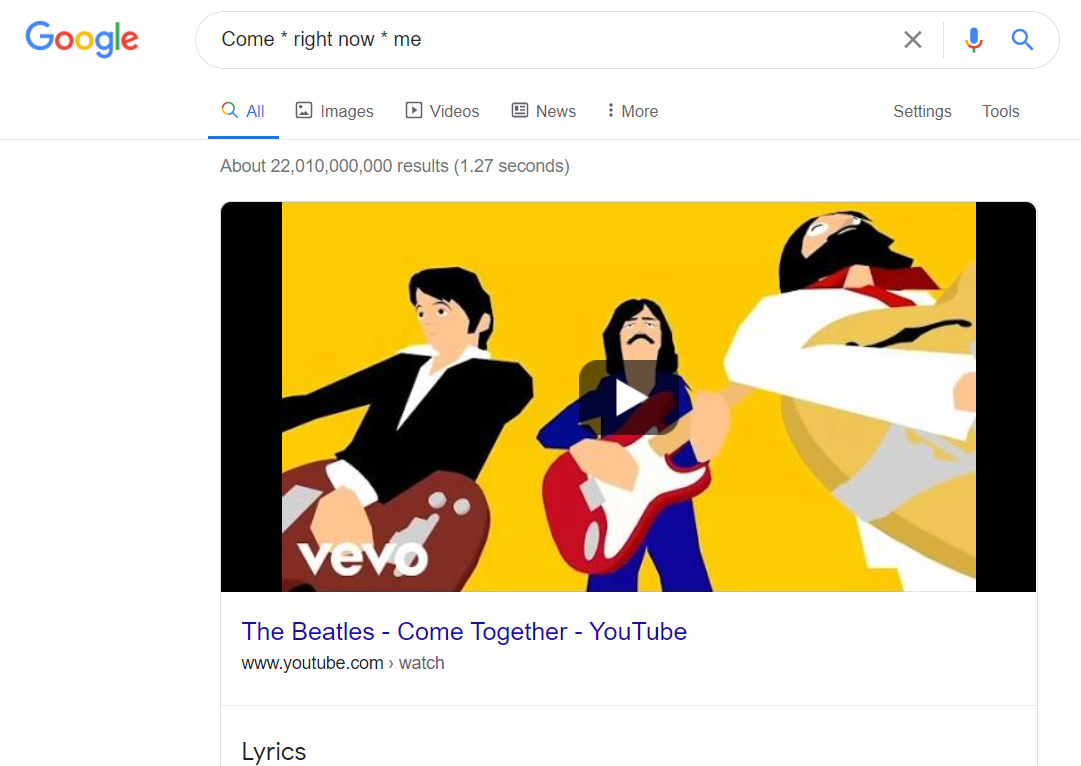 Google
Come * right now * me
All Images Videos News More Settings Tools
About 22,010,000,000 results (1.27 seconds)
vevo
The Beatles - Come Together - YouTube
www.youtube.com › watch
Lyrics